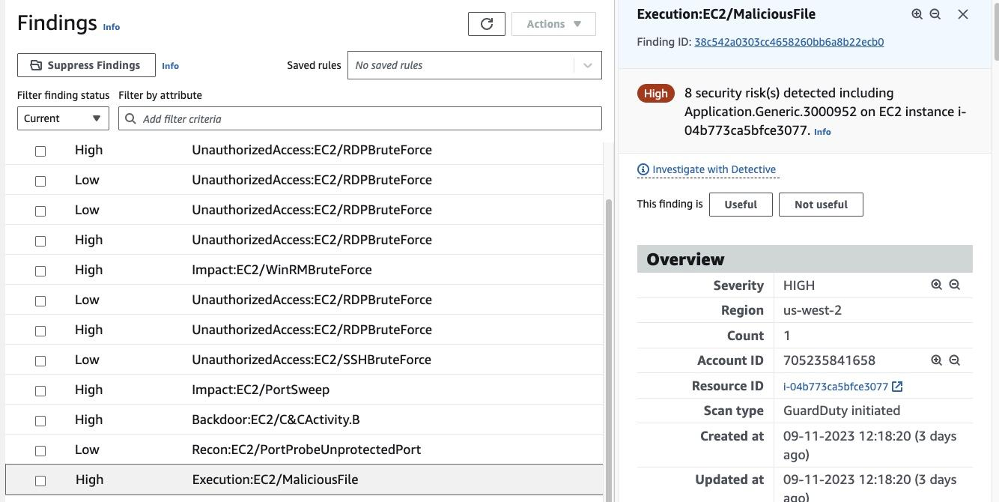 Findings Info
Actions
Suppress Findings Info
Saved rules No saved rules
Filter finding status Filter by attribute
Current Add filter criteria
High UnauthorizedAccess:EC2/RDPBruteForce
Low UnauthorizedAccess:EC2/RDPBruteForce
Low UnauthorizedAccess:EC2/RDPBruteForce
High UnauthorizedAccess:EC2/RDPBruteForce
High Impact:EC2/WinRMBruteForce
Low UnauthorizedAccess:EC2/RDPBruteForce
High UnauthorizedAccess:EC2/RDPBruteForce
Low UnauthorizedAccess:EC2/SSHBruteForce
High Impact:EC2/PortSweep
High Backdoor:EC2/C&CActivity.B
Low Recon:EC2/PortProbeUnprotectedPort
High Execution:EC2/MaliciousFile
Execution:EC2/MaliciousFile
Finding ID: 38c542a0303cc4658260bb6a8b22ecb0
High 8 security risk(s) detected including
Application.Generic.3000952 on EC2 instance i-
04b773ca5bfce3077. Info
Investigate with Detective
This finding is Useful Not useful
Overview
Severity HIGH
Region us-west-2
Count 1
Account ID 705235841658
Resource ID i-04b773ca5bfce3077
Scan type GuardDuty initiated
Created at 09-11-2023 12:18:20 (3 days
ago)
Updated at 09-11-2023 12:18:20 (3 days
ago)